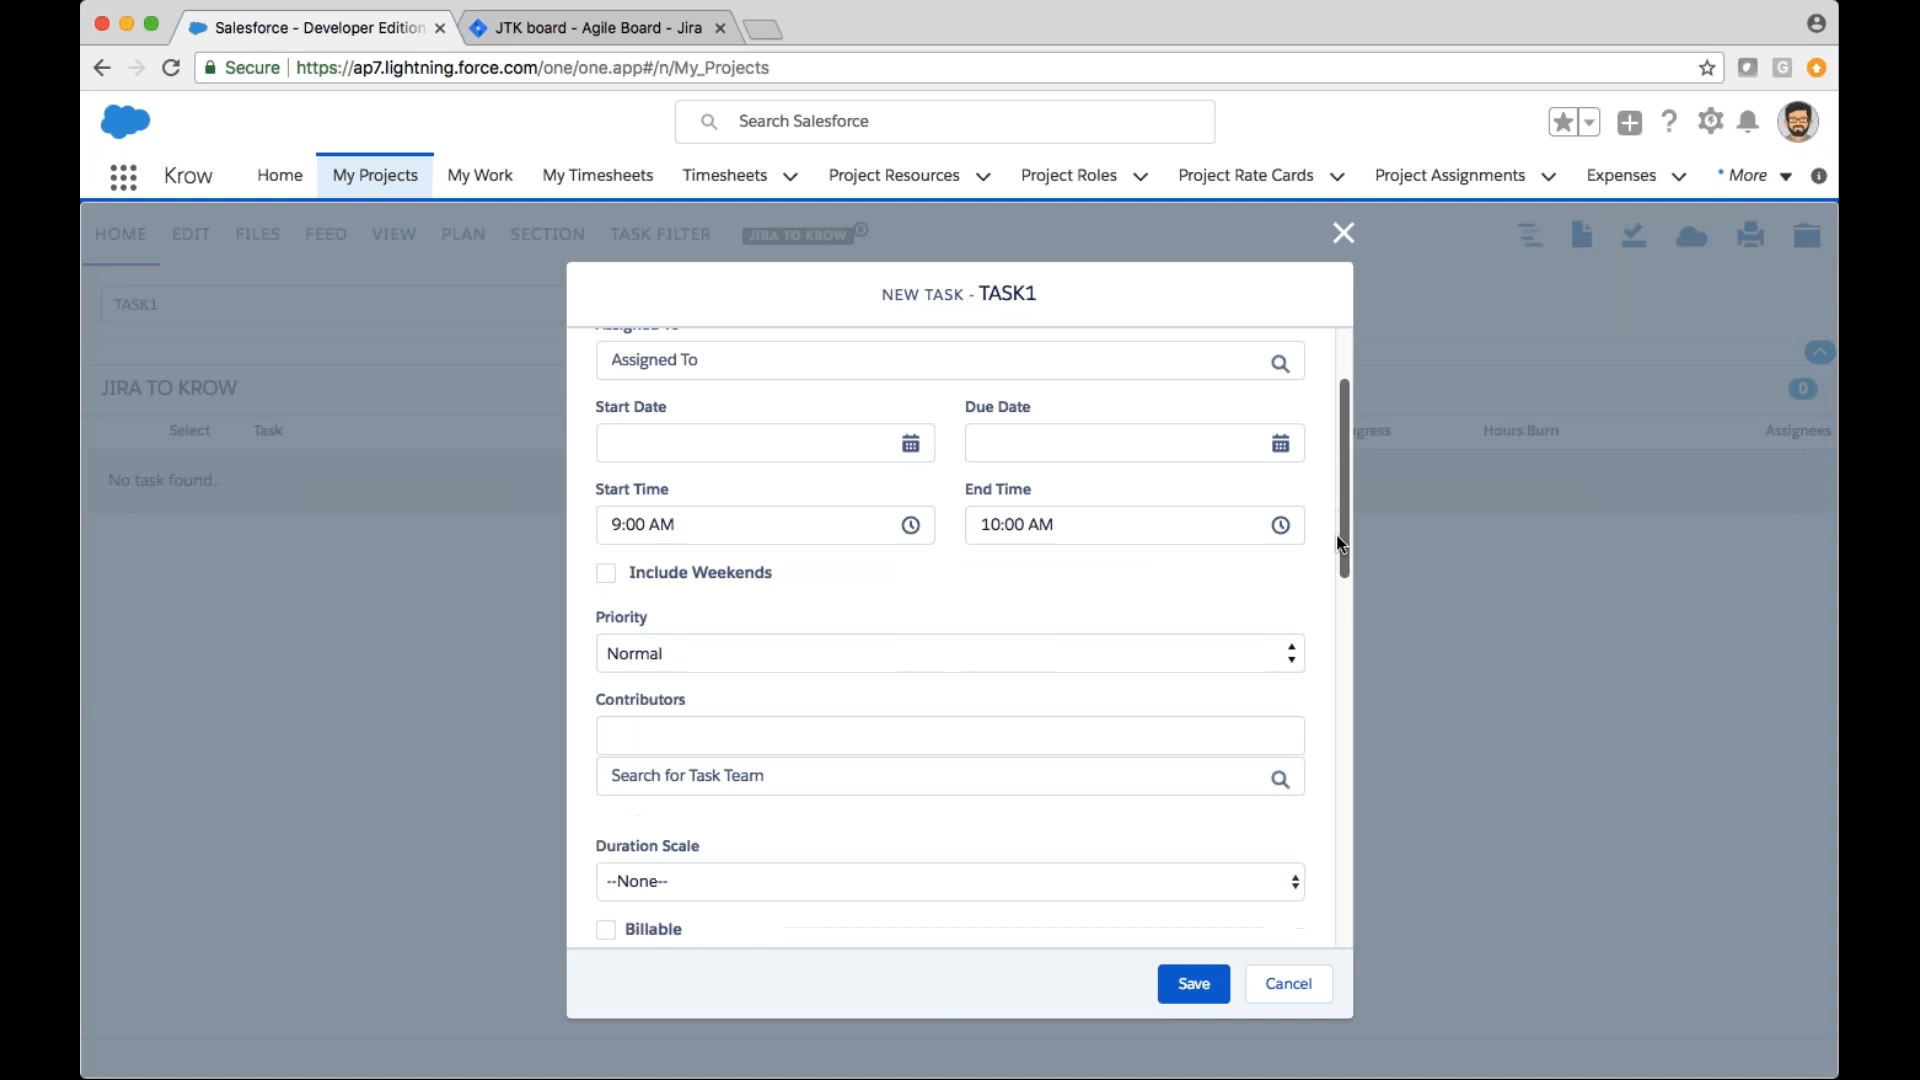 Salesforce - Developer Edition
JTK board - Agile Board - Jira
Secure
https://ap7.lightning.force.com/one/one.app#/n/My_Projects
Search Salesforce
Krow
Home
My Projects
My Work
My Timesheets
Timesheets
Project Resources
Project Roles
Project Rate Cards
Project Assignments
Expenses
* More
HOME
EDIT
FILES
FEED
VIEW
PLAN
SECTION
TASK FILTER
JIRA TO KROW
TASK1
NEW TASK - TASK1
JIRA TO KROW
0
Select
Task
Hours Burn
Assignees
No task found..
Assigned To
Assigned To
Start Date
Due Date
Start Time
End Time
9:00 AM
10:00 AM
Include Weekends
Priority
Normal
Contributors
Search for Task Team
Duration Scale
--None--
Billable
Save
Cancel